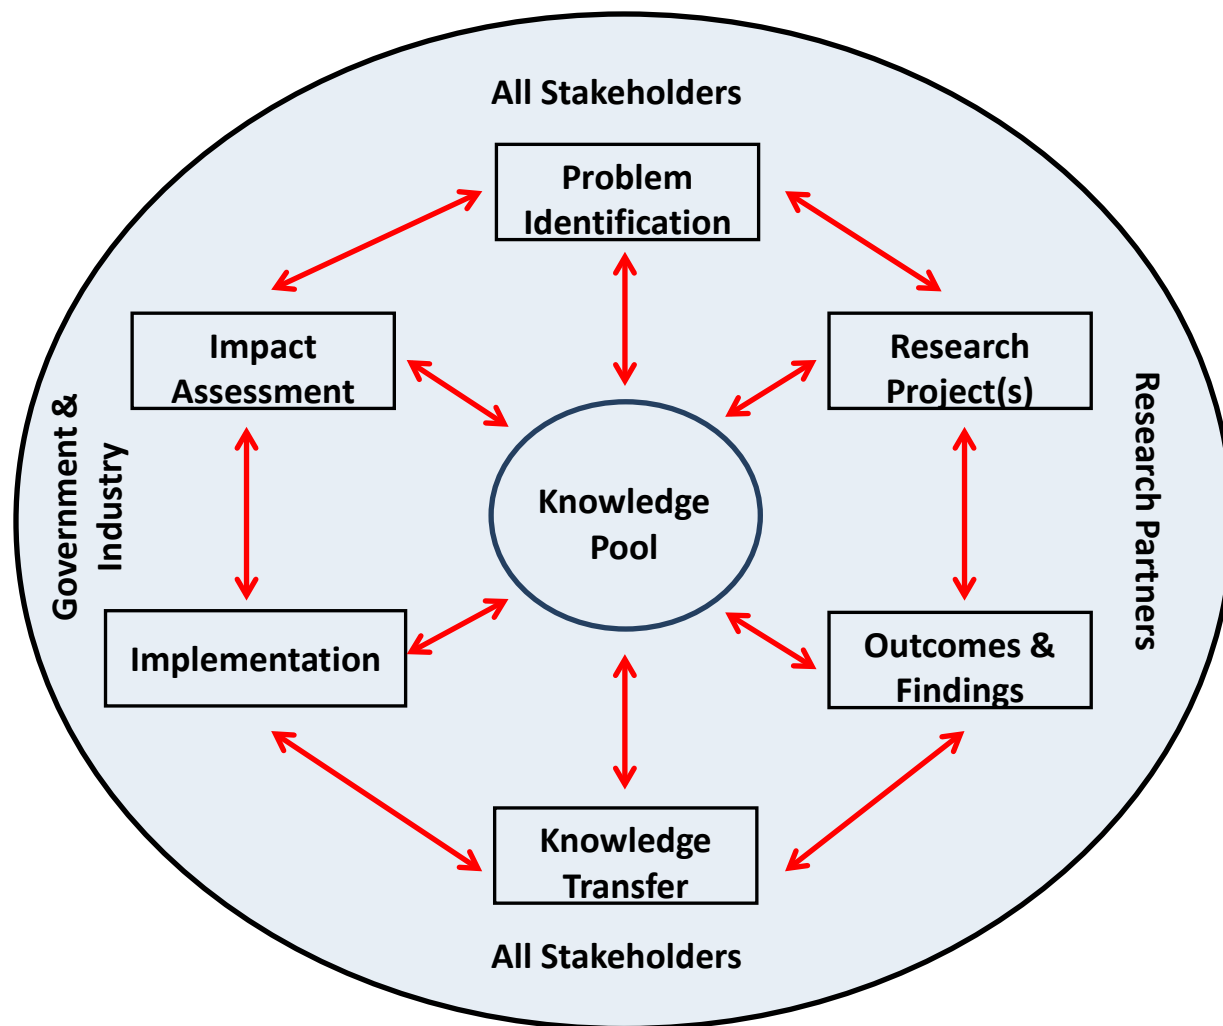 All Stakeholders
Problem
Identification
Impact
Assessment
Research
Project(s)
Government &
Industry
Research Partners
Knowledge
Pool
Implementation
Outcomes &
Findings
Knowledge
Transfer
All Stakeholders